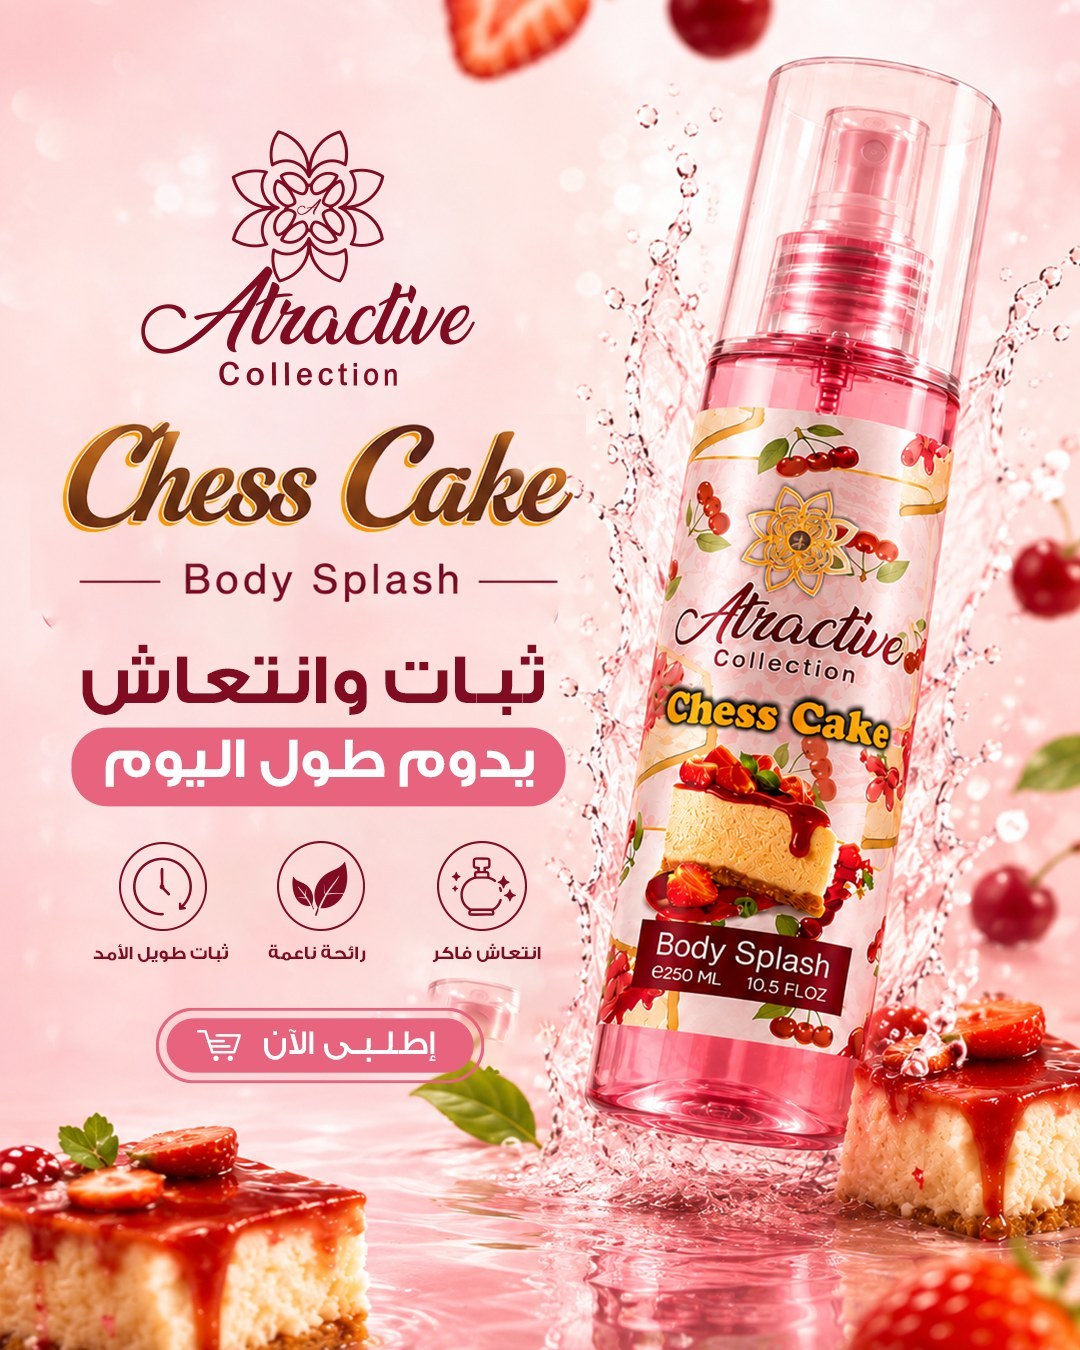 Atractive
Collection
Chess Cake
Body Splash
ثبات وانتعاش
يدوم طول اليوم
انتعاش فاكر
رائحة ناعمة
ثبات طويل الأمد
إطلبى الآن
Atractive
Collection
Chess Cake
Body Splash
e250 ML 10.5 FLOZ